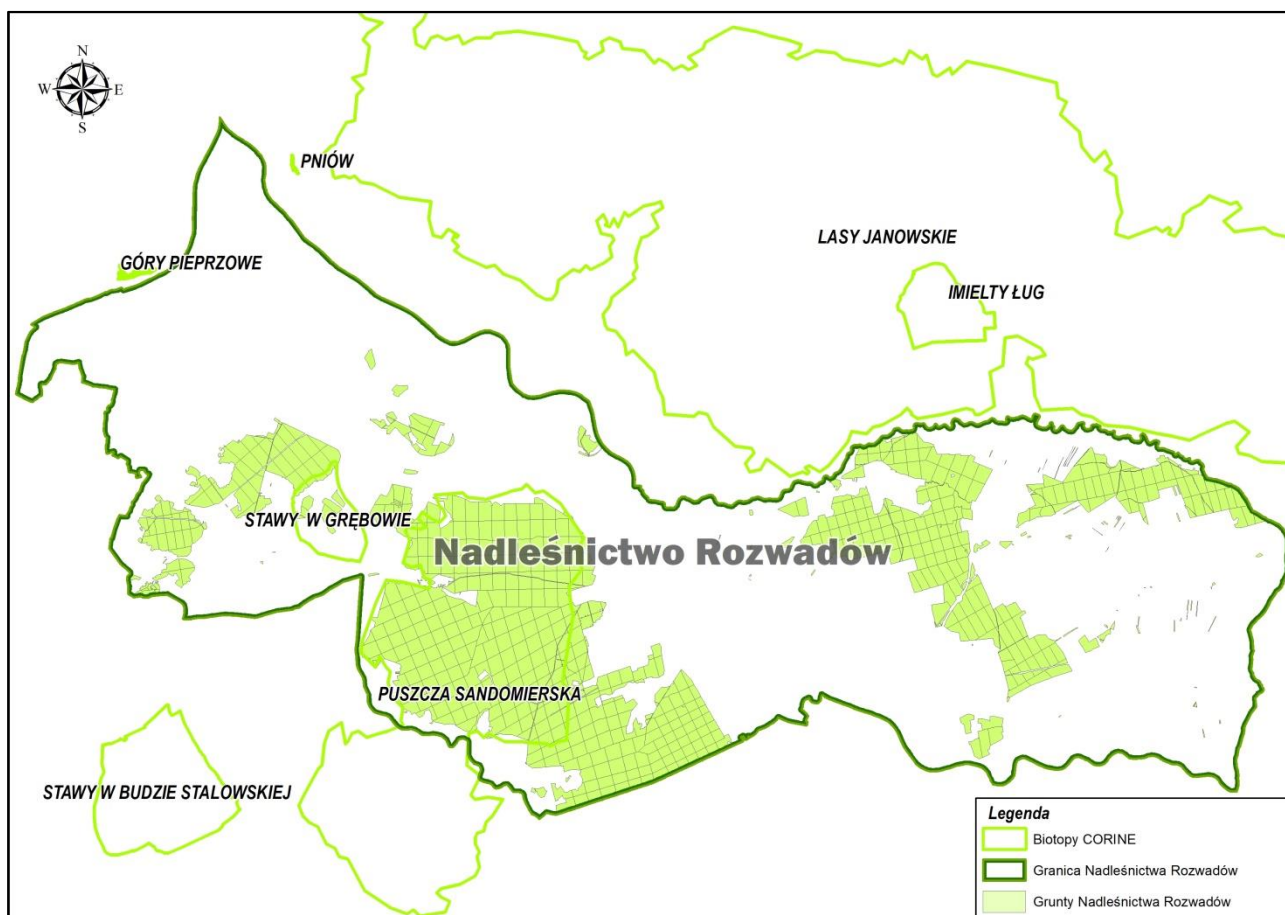 N
W E
S
PNIÓW
LASY JANOWSKIE
GÓRY PIEPRZOWE
IMIELTY ŁUG
STAWY W GRĘBOWIE
Nadleśnictwo Rozwadów
PUSZCZA SANDOMIERSKA
STAWY W BUDZIE STALOWSKIEJ
Legenda
Biotopy CORINE
Granica Nadleśnictwa Rozwadów
Grunty Nadleśnictwa Rozwadów